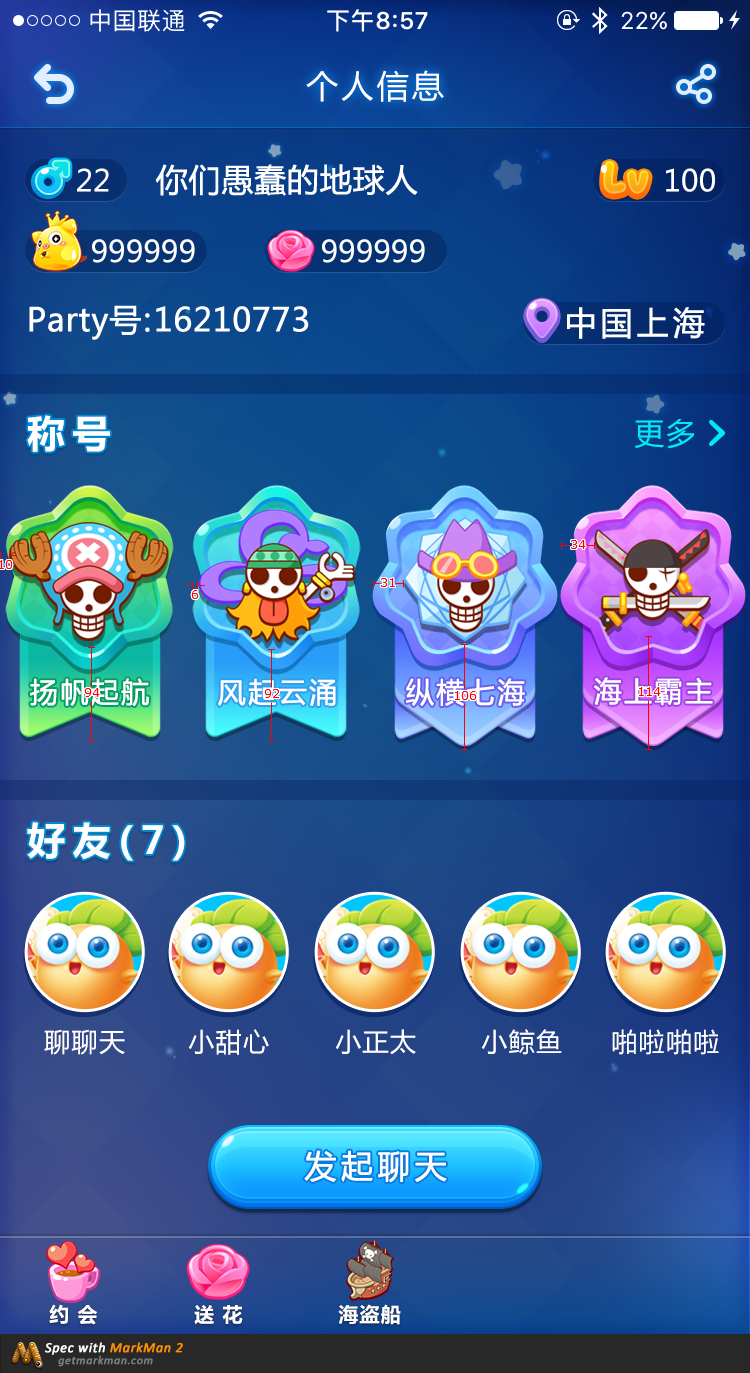 中国联通 下午8:57 22%
个人信息
22 你们愚蠢的地球人 Lv 100
999999 999999
Party号:16210773 中国上海
称号 更多
10 6 31 34
扬帆起航 风起云涌 纵横七海 海上霸主
94 92 106 114
好友(7)
聊聊天 小甜心 小正太 小鲸鱼 啪啦啪啦
发起聊天
约会 送花 海盗船
Spec with MarkMan 2
getmarkman.com